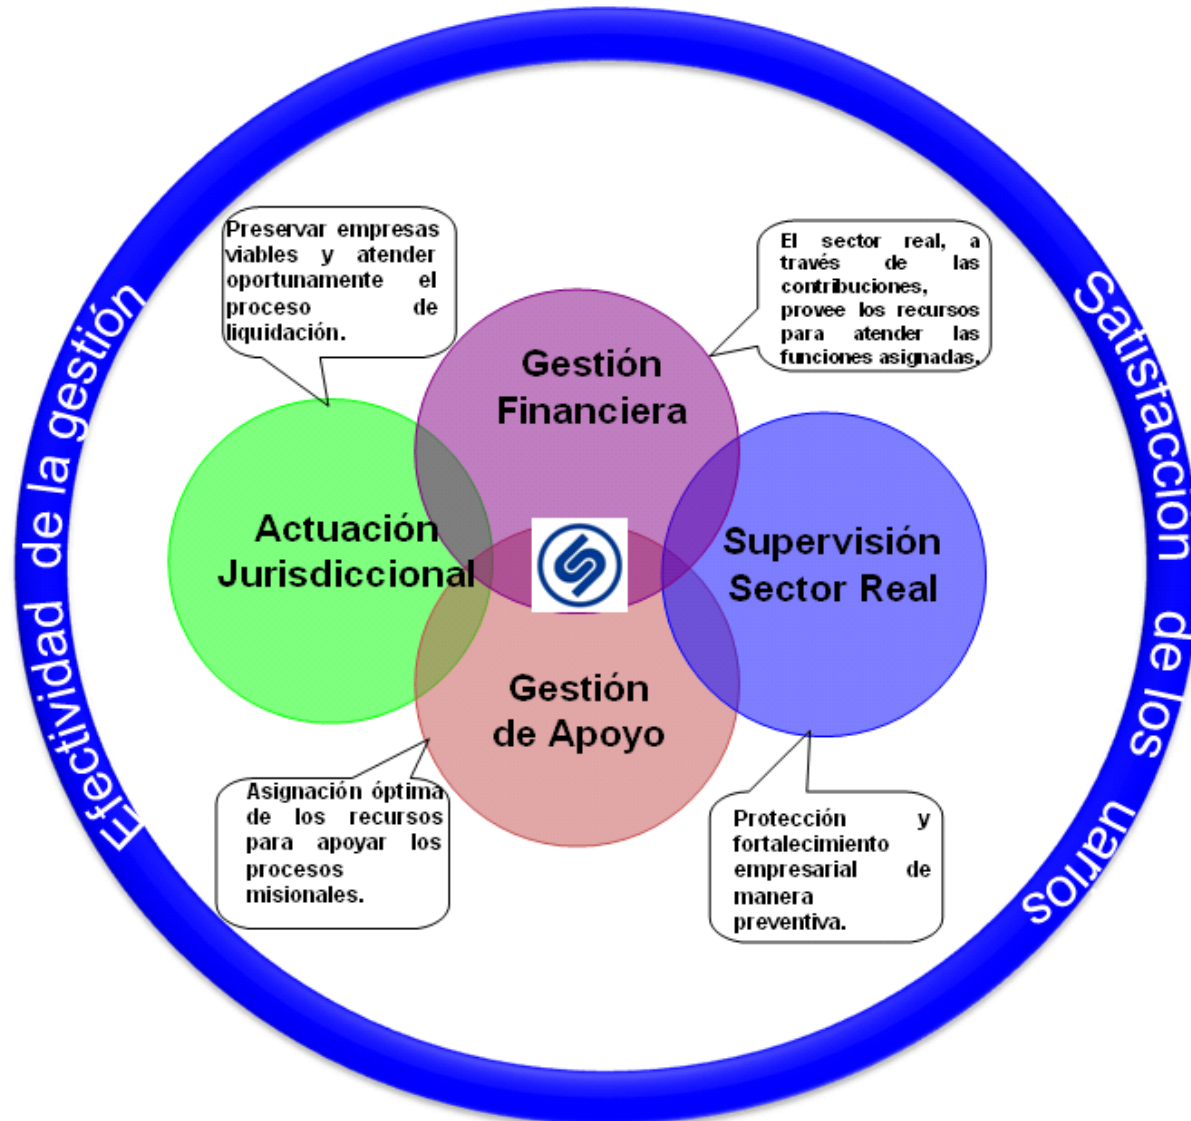 Efectividad de la gestión
Satisfacción de los uarios
Preservar empresas
viables y atender
oportunamente el
proceso de
liquidación.
El sector real, a
través de las
contribuciones,
provee los recursos
para atender las
funciones asignadas.
Gestión
Financiera
Actuación
Jurisdiccional
Supervisión
Sector Real
Gestión
de Apoyo
Asignación óptima
de los recursos
para apoyar los
procesos
misionales.
Protección y
fortalecimiento
empresarial de
manera
preventiva.